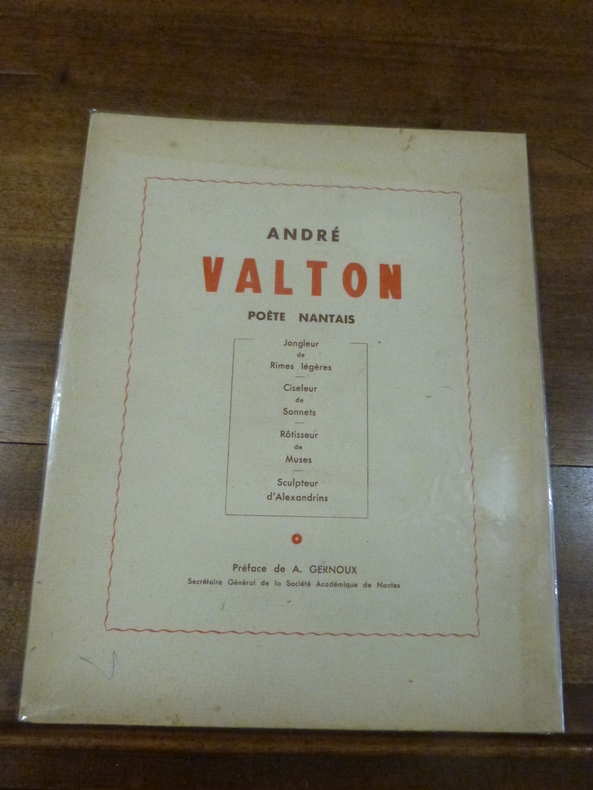 ANDRÉ
VALTON
POÈTE NANTAIS
Jongleur
de
Rimes légères
Ciseleur
de
Sonnets
Rôtisseur
de
Muses
Sculpteur
d'Alexandrins
Préface de A. GERNOUX
Secrétaire Général de la Société Académique de Nantes